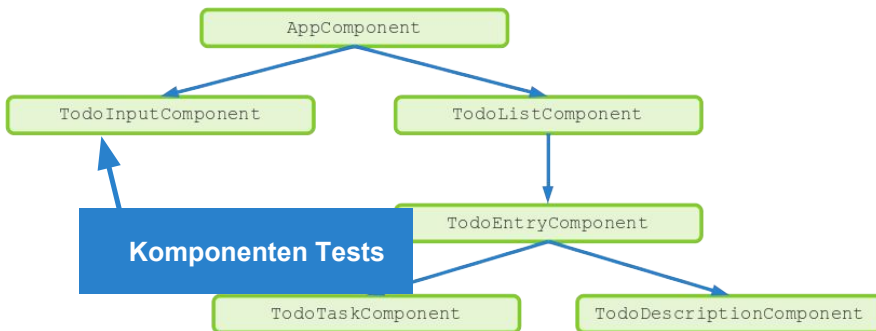 AppComponent
TodoInputComponent
TodoListComponent
Komponenten Tests
TodoEntryComponent
TodoTaskComponent
TodoDescriptionComponent